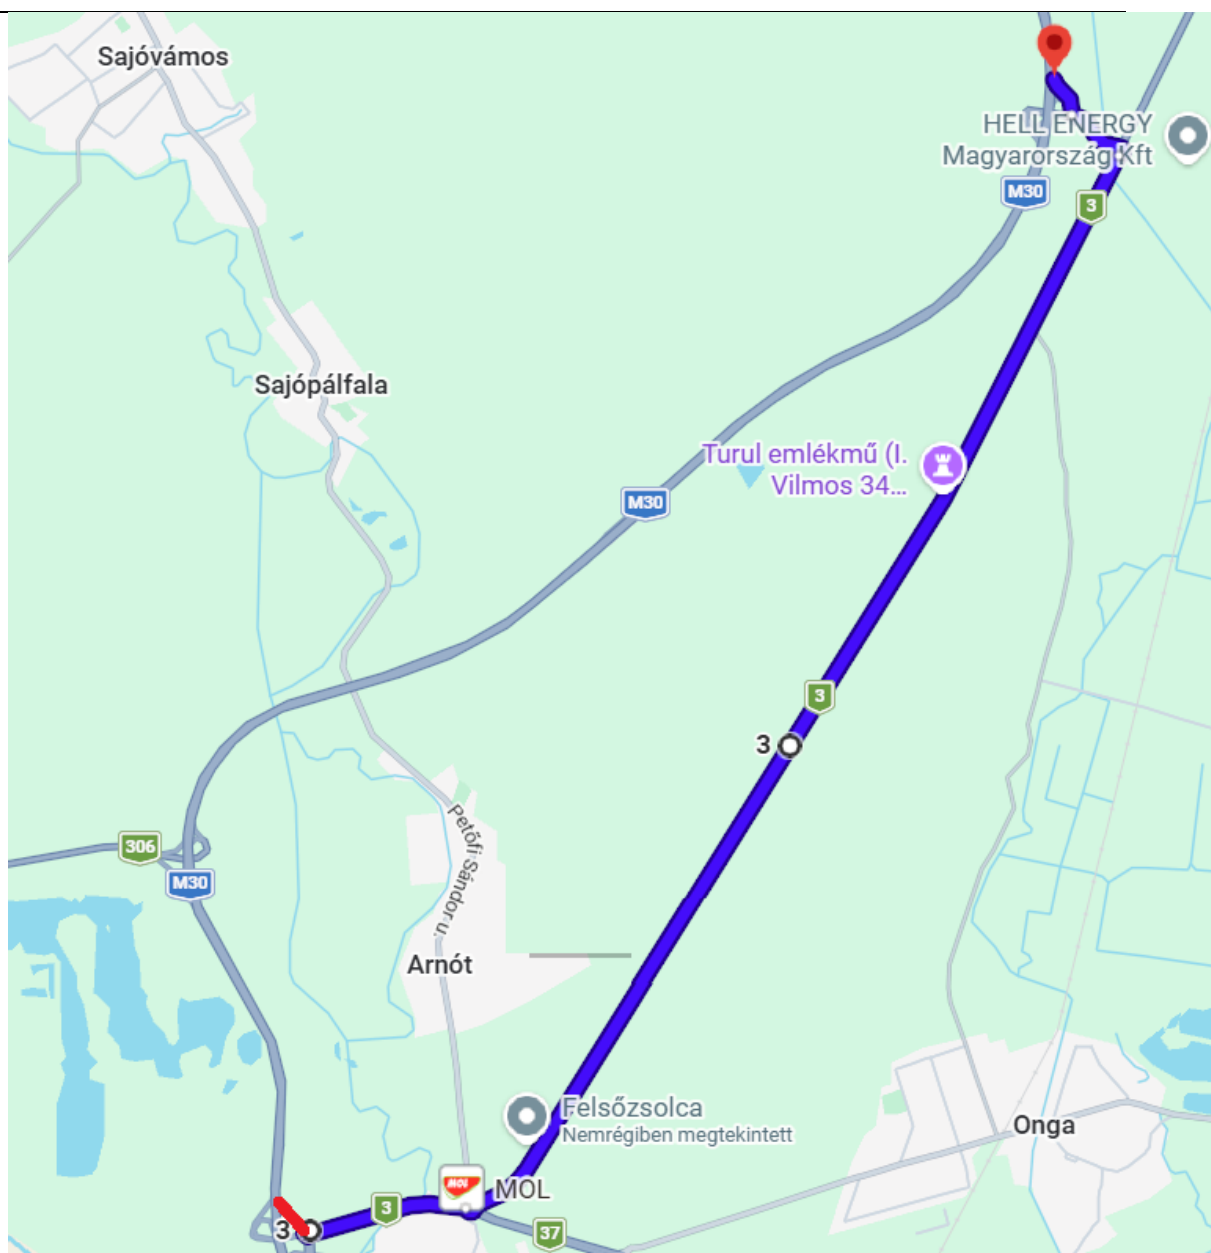 Sajóvámos
HELL ENERGY
Magyarország Kft
M30
3
Sajópálfala
Turul emlékmű (I.
Vilmos 34...
M30
3
3
306
Petőfi Sándor u.
M30
Arnót
Felsőzsolca
Nemrégiben megtekintett
Onga
MOL
MOL
3
3
37